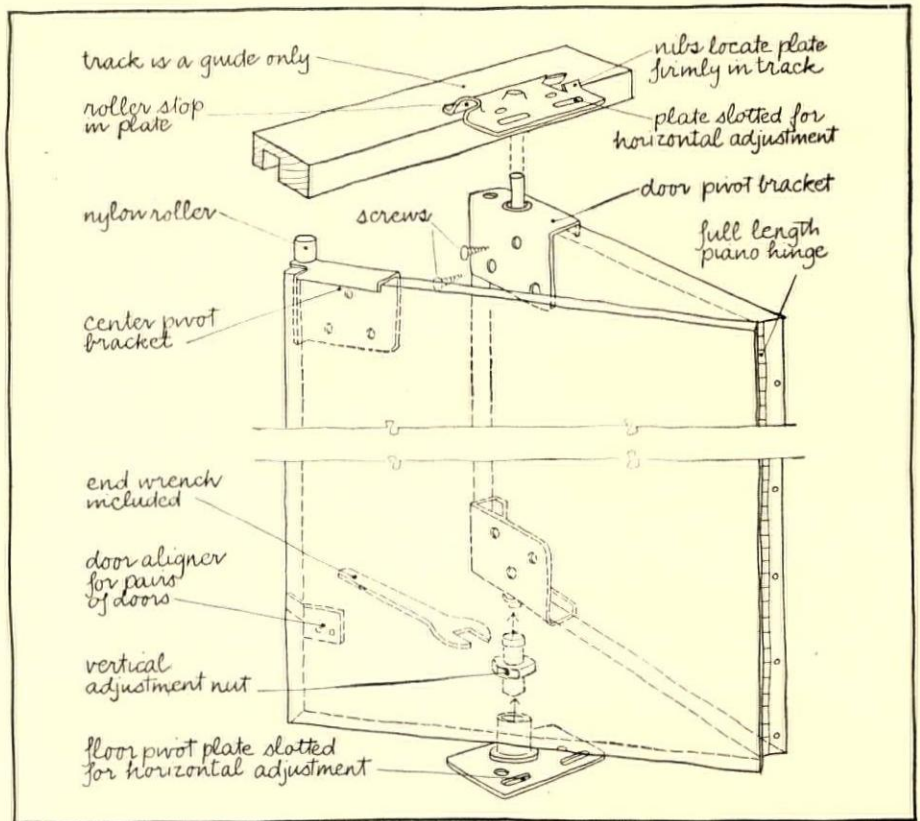 track is a guide only
roller stop
in plate
nylon roller
screws
center pivot
bracket
nibs locate plate
firmly in track
plate slotted for
horizontal adjustment
door pivot bracket
full length
piano hinge
end wrench
included
door aligner
for pairs
of doors
vertical
adjustment nut
floor pivot plate slotted
for horizontal adjustment